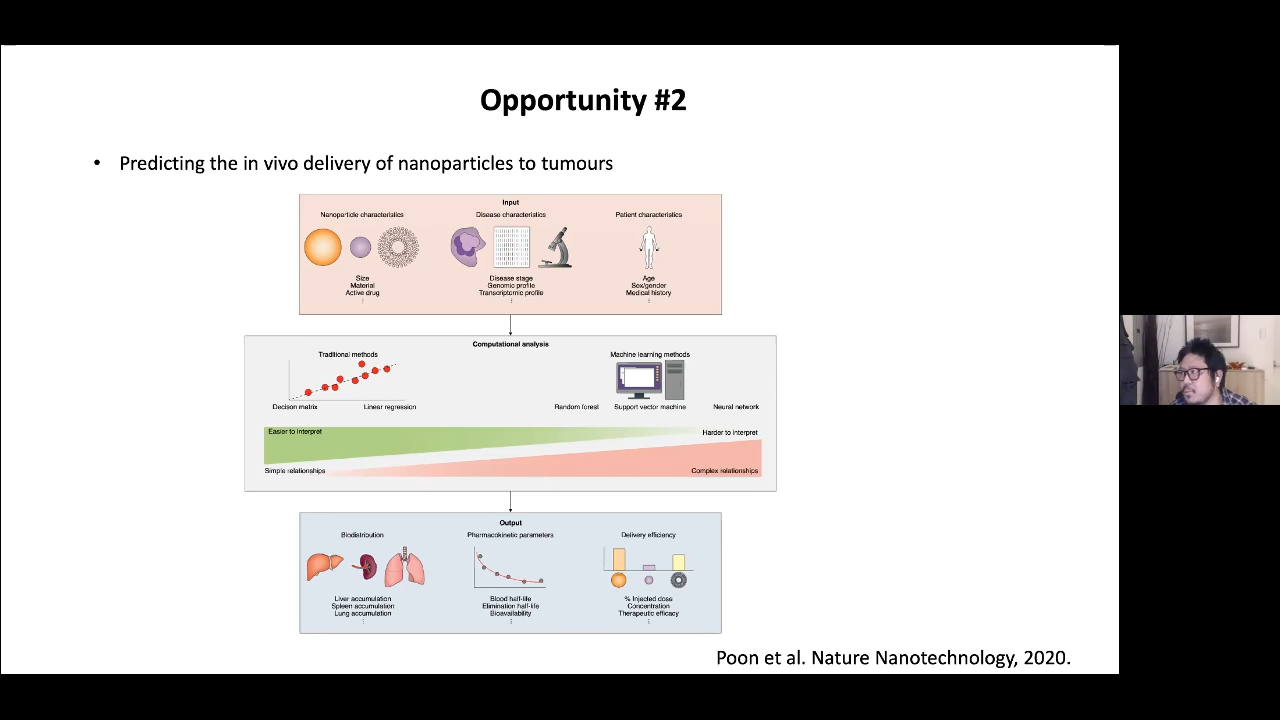 Opportunity #2
• Predicting the in vivo delivery of nanoparticles to tumours
Input
Nanoparticle characteristics
Disease characteristics
Patient characteristics
Size
Material
Active drug
Disease stage
Genomic profile
Transcriptomic profile
Age
Sex/gender
Medical history
Computational analysis
Traditional methods
Machine learning methods
Decison matrix
Linear regression
Random forest
Support vector machine
Neural network
Easier to interpret
Harder to interpret
Simple relationships
Complex relationships
Output
Biodistribution
Pharmacokinetic parameters
Delivery efficiency
Liver accumulation
Spleen accumulation
Lung accumulation
Blood half-life
Elimination half-life
Bioavailability
% Injected dose
Concentration
Therapeutic efficacy
Poon et al. Nature Nanotechnology, 2020.